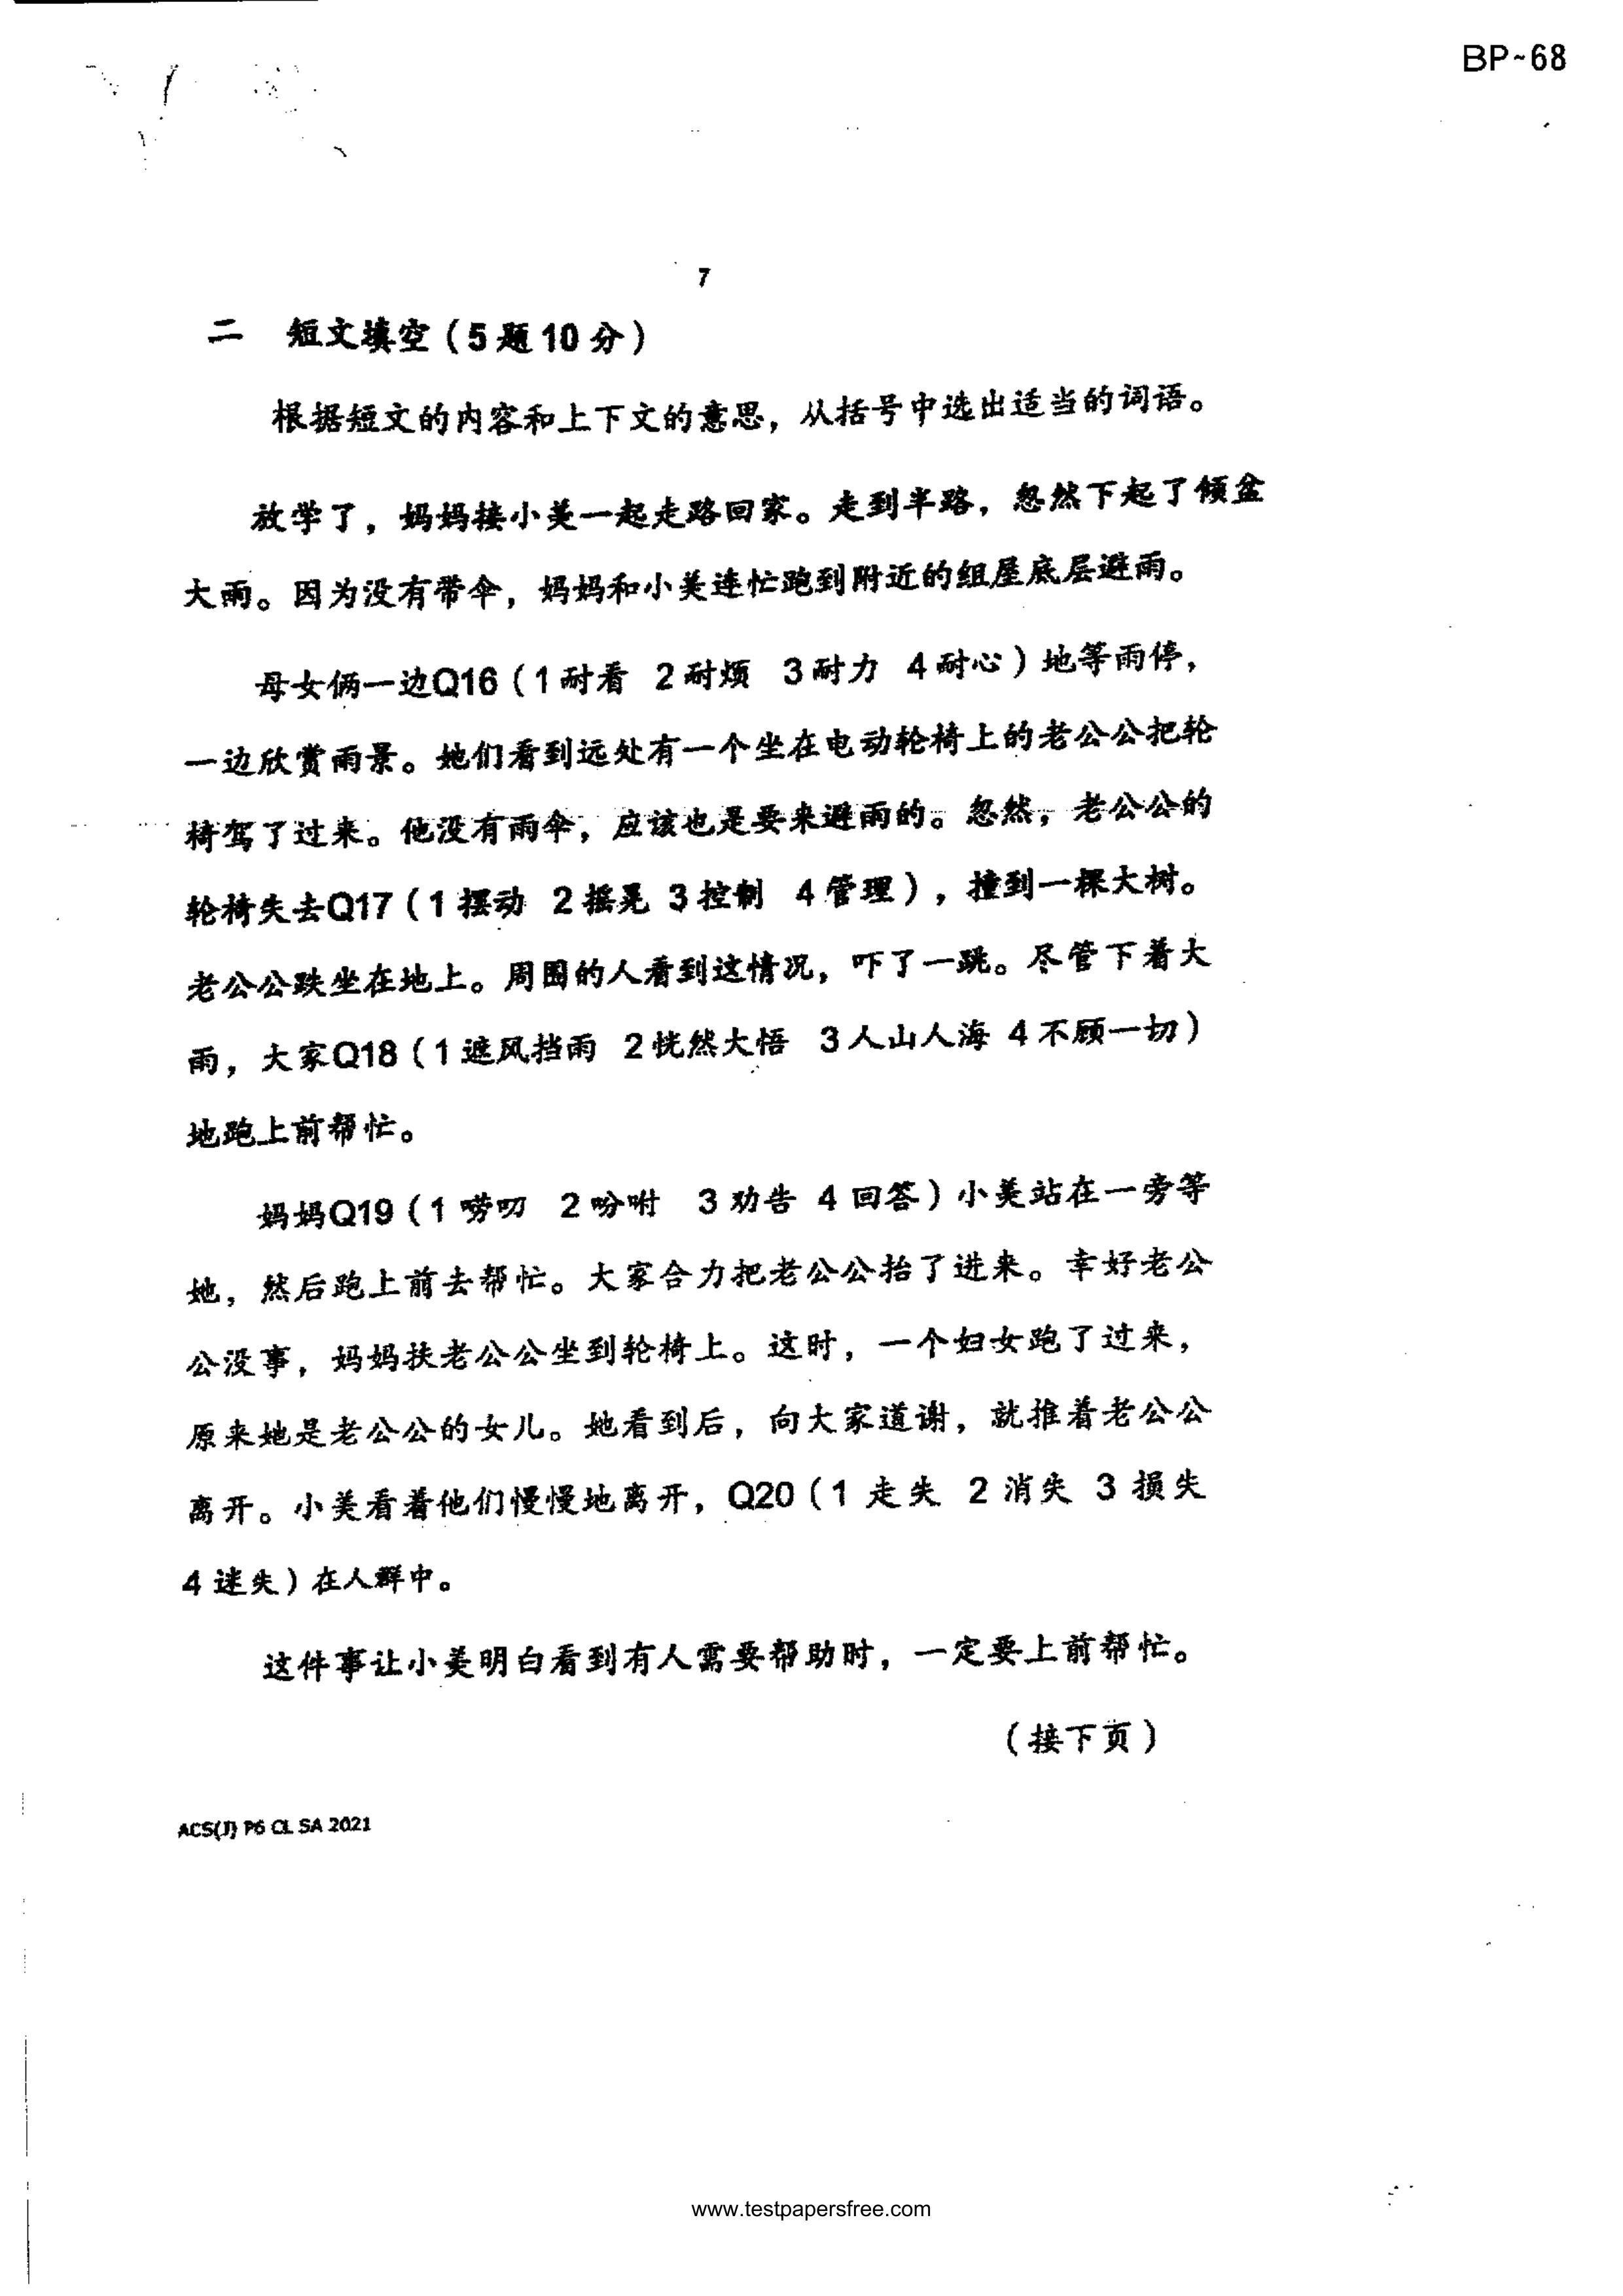 BP~68
7
二 短文填空（5题10分）
根据短文的内容和上下文的意思，从括号中选出适当的词语。
放学了，妈妈接小美一起走路回家。走到半路，忽然下起了倾盆
大雨。因为没有带伞，妈妈和小美连忙跑到附近的组屋底层避雨。
母女俩一边Q16（1耐看 2耐烦 3耐力 4耐心）地等雨停，
一边欣赏雨景。她们看到远处有一个坐在电动轮椅上的老公公把轮
椅驾了过来。他没有雨伞，应该也是要来避雨的。忽然，老公公的
轮椅失去Q17（1摆动 2摇晃 3控制 4管理），撞到一棵大树。
老公公跌坐在地上。周围的人看到这情况，吓了一跳。尽管下着大
雨，大家Q18（1遮风挡雨 2恍然大悟 3人山人海 4不顾一切）
地跑上前帮忙。
妈妈Q19（1唠叨 2吩咐 3劝告 4回答）小美站在一旁等
她，然后跑上前去帮忙。大家合力把老公公抬了进来。幸好老公
公没事，妈妈扶老公公坐到轮椅上。这时，一个妇女跑了过来，
原来她是老公公的女儿。她看到后，向大家道谢，就推着老公公
离开。小美看着他们慢慢地离开，Q20（1 走失 2 消失 3 损失
4 迷失）在人群中。
这件事让小美明白看到有人需要帮助时，一定要上前帮忙。
（接下页）
ACS(J) P6 CL SA 2021
www.testpapersfree.com